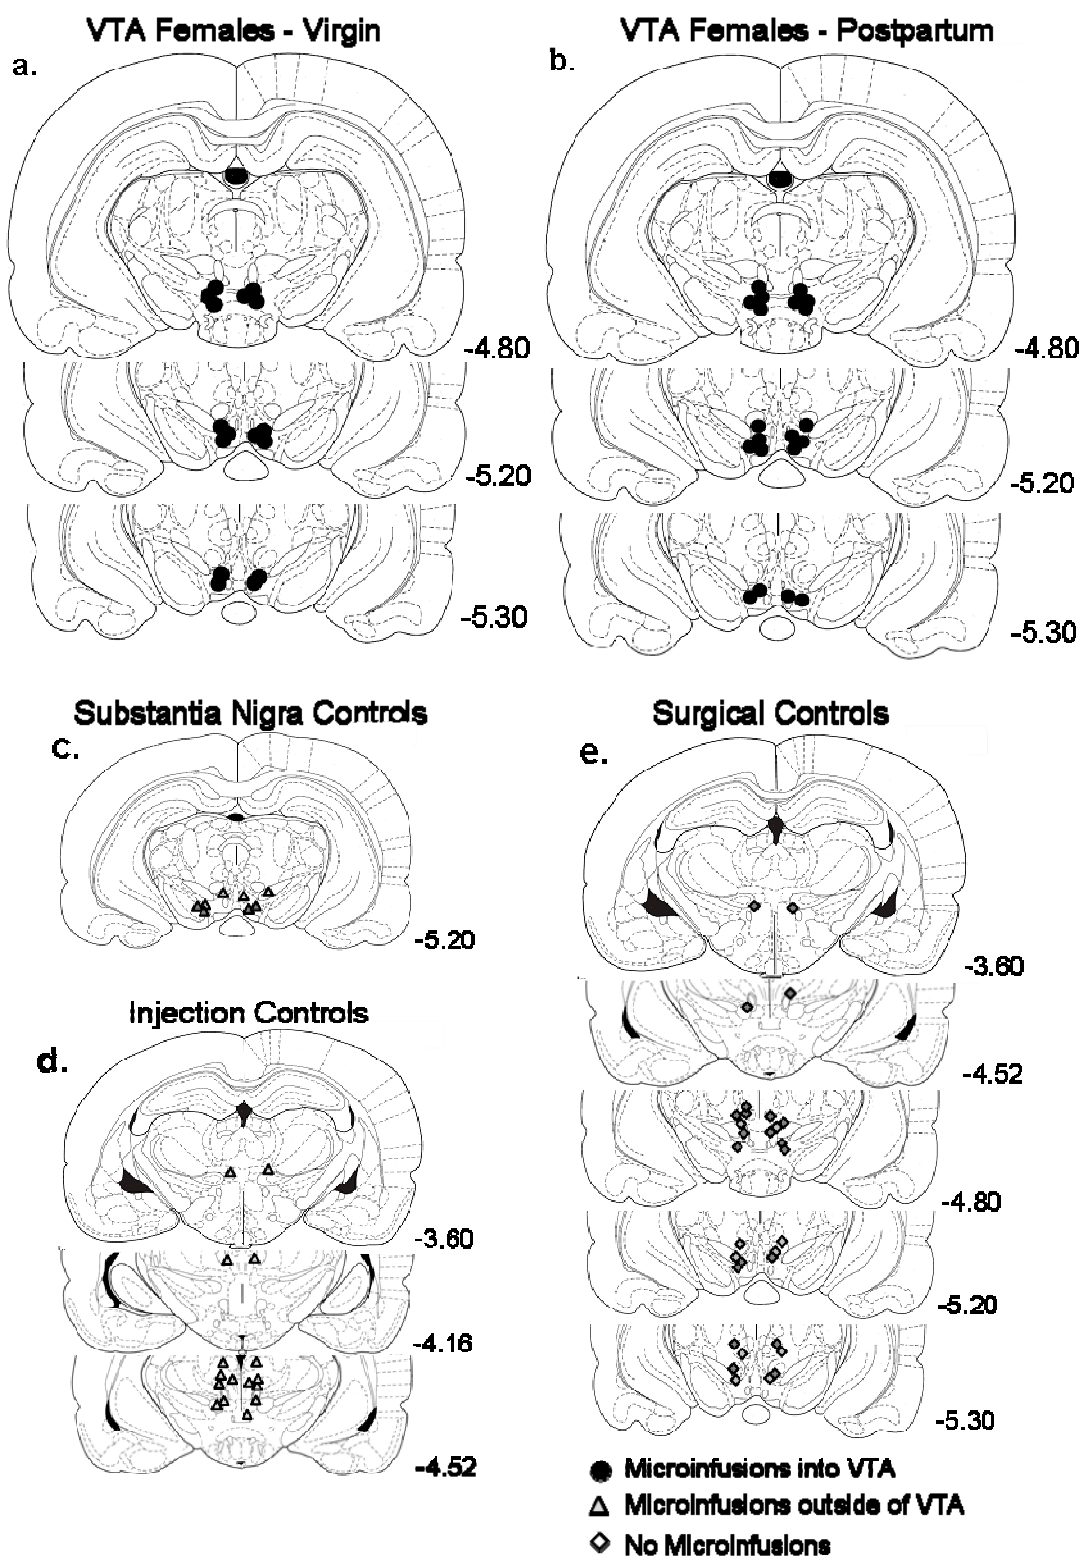 VTA Females - Virgin
a.
-4.80
-5.20
-5.30
VTA Females - Postpartum
b.
-4.80
-5.20
-5.30
Substantia Nigra Controls
c.
-5.20
Injection Controls
d.
-3.60
-4.16
-4.52
Surgical Controls
e.
-3.60
-4.52
-4.80
-5.20
-5.30
Microinfusions into VTA
Microinfusions outside of VTA
No Microinfusions